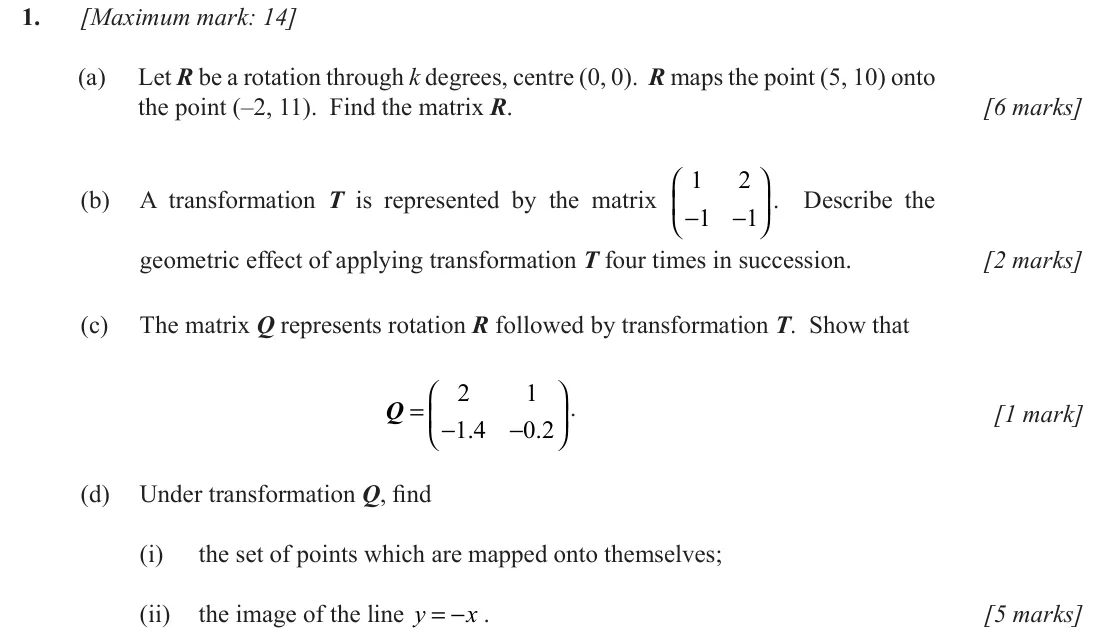 1. [Maximum mark: 14]
(a) Let R be a rotation through k degrees, centre (0, 0). R maps the point (5, 10) onto
the point (–2, 11). Find the matrix R. [6 marks]
(b) A transformation T is represented by the matrix ( 1 2 ; –1 –1 ). Describe the
geometric effect of applying transformation T four times in succession. [2 marks]
(c) The matrix Q represents rotation R followed by transformation T. Show that
Q = ( 2 1 ; –1.4 –0.2 ). [1 mark]
(d) Under transformation Q, find
(i) the set of points which are mapped onto themselves;
(ii) the image of the line y = –x . [5 marks]